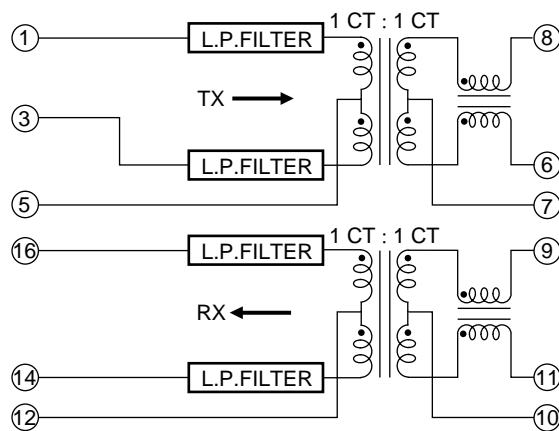 1 CT : 1 CT
1 L.P.FILTER 8
TX
3
L.P.FILTER 6
5 7
1 CT : 1 CT
16 L.P.FILTER 9
RX
14 L.P.FILTER 11
12 10